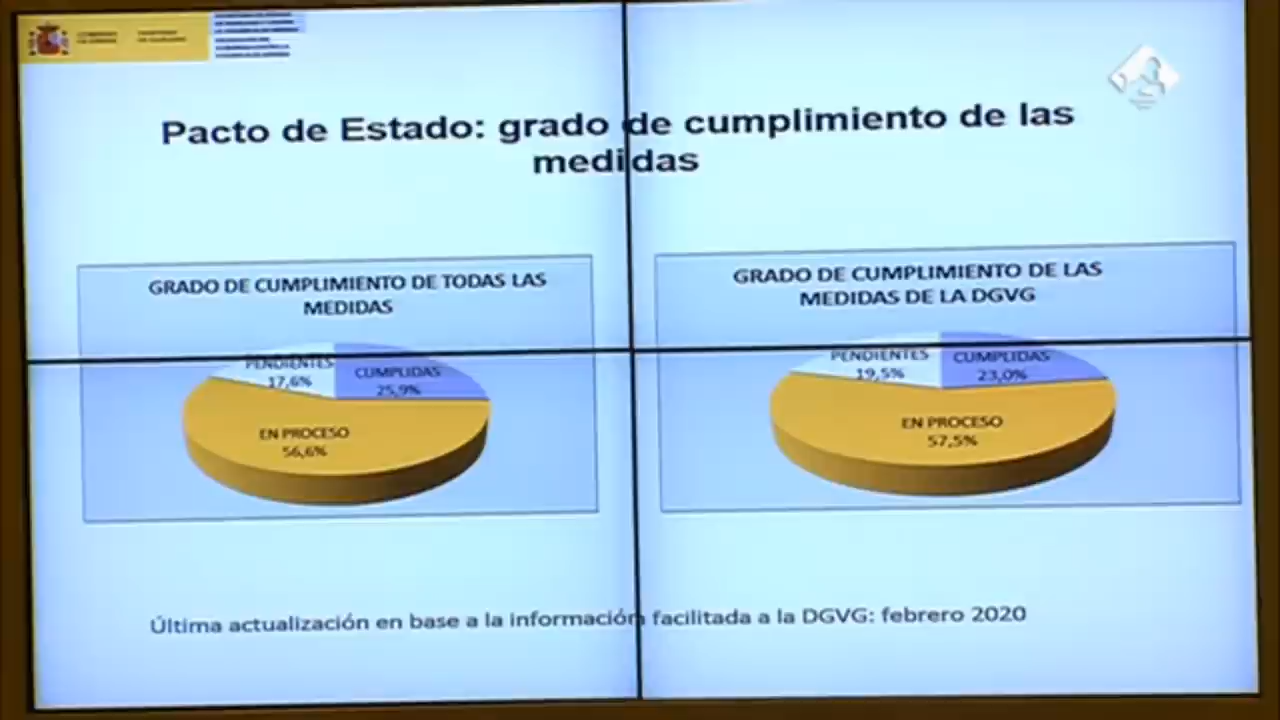 Pacto de Estado: grado de cumplimiento de las
medidas
GRADO DE CUMPLIMIENTO DE TODAS LAS
MEDIDAS
PENDIENTES
17,6%
CUMPLIDAS
25,9%
EN PROCESO
56,6%
GRADO DE CUMPLIMIENTO DE LAS
MEDIDAS DE LA DGVG
PENDIENTES
19,5%
CUMPLIDAS
23,0%
EN PROCESO
57,5%
Última actualización en base a la información facilitada a la DGVG: febrero 2020